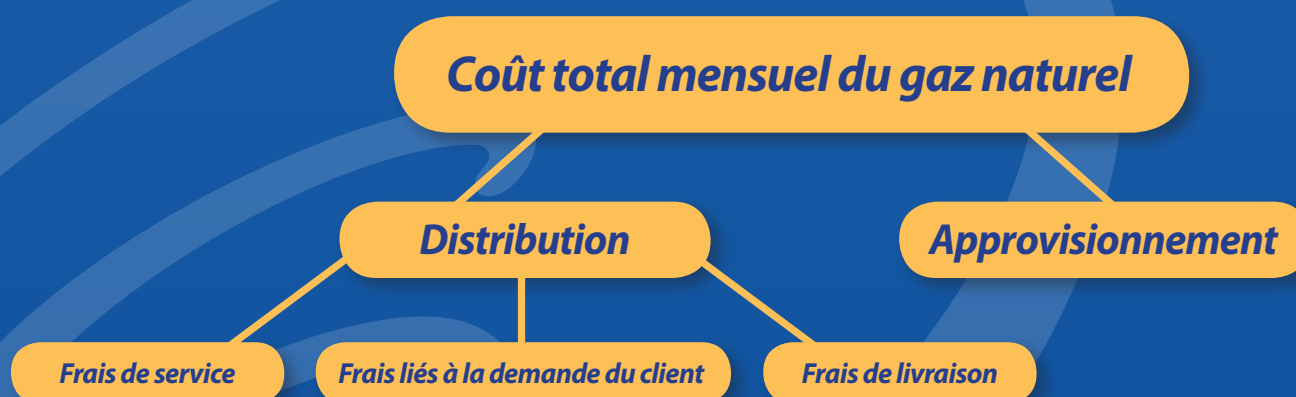 Coût total mensuel du gaz naturel
Distribution
Approvisionnement
Frais de service
Frais liés à la demande du client
Frais de livraison